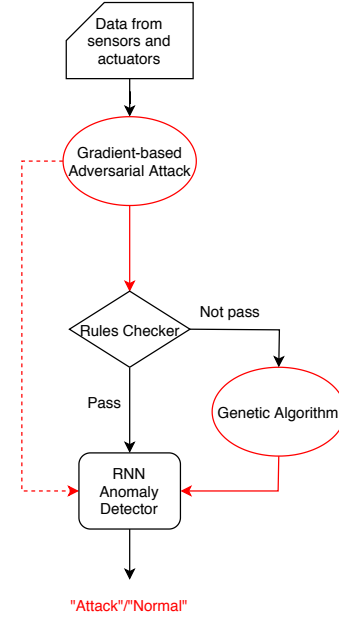 Data from
sensors and
actuators
Gradient-based
Adversarial Attack
Not pass
Rules Checker
Pass
Genetic Algorithm
RNN
Anomaly
Detector
"Attack"/"Normal"